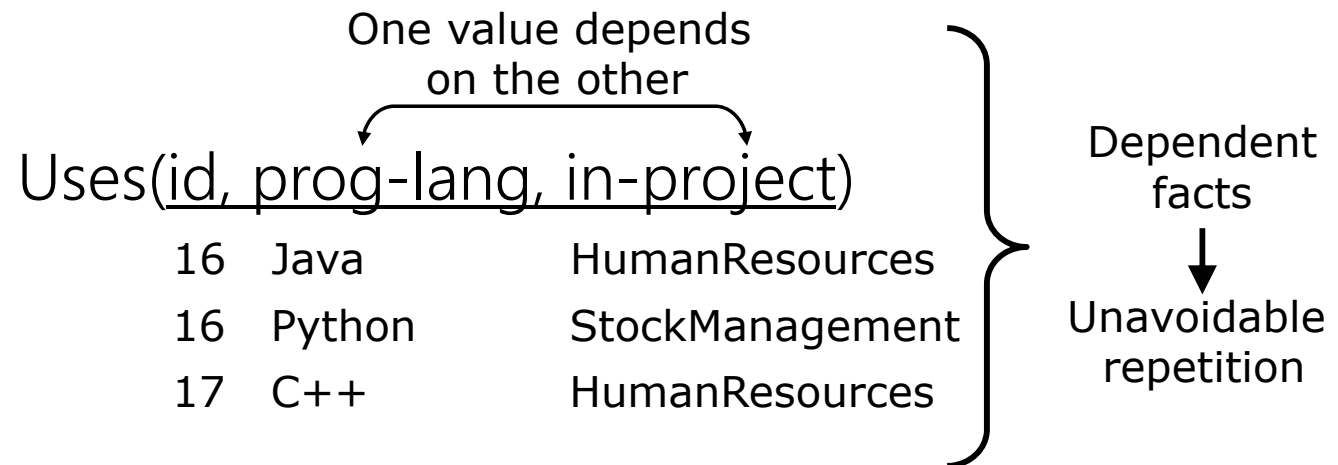 One value depends
on the other
Uses(id, prog-lang, in-project)
16 Java HumanResources
16 Python StockManagement
17 C++ HumanResources
Dependent
facts
Unavoidable
repetition